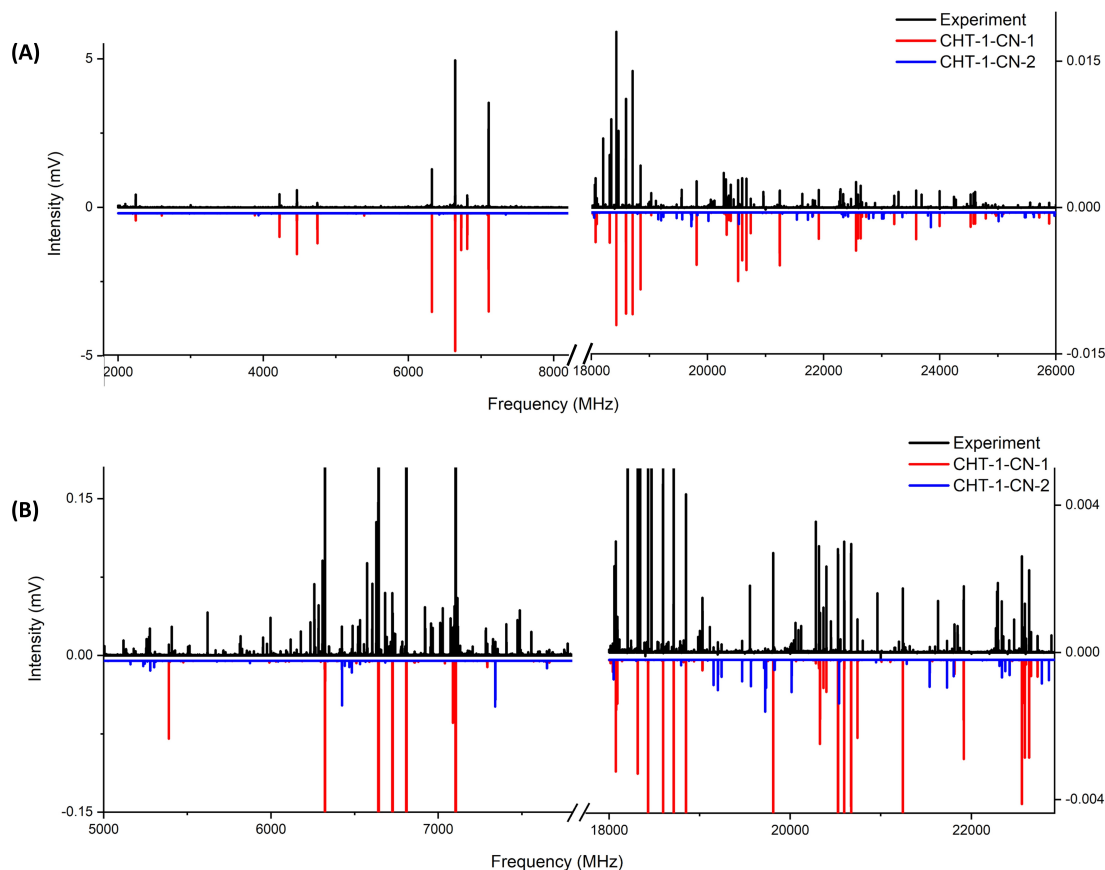 (A)
Experiment
CHT-1-CN-1
CHT-1-CN-2
Intensity (mV)
5
0
-5
0.015
0.000
-0.015
2000 4000 6000 8000 18000 20000 22000 24000 26000
Frequency (MHz)
(B)
Experiment
CHT-1-CN-1
CHT-1-CN-2
Intensity (mV)
0.15
0.00
-0.15
0.004
0.000
-0.004
5000 6000 7000 18000 20000 22000
Frequency (MHz)